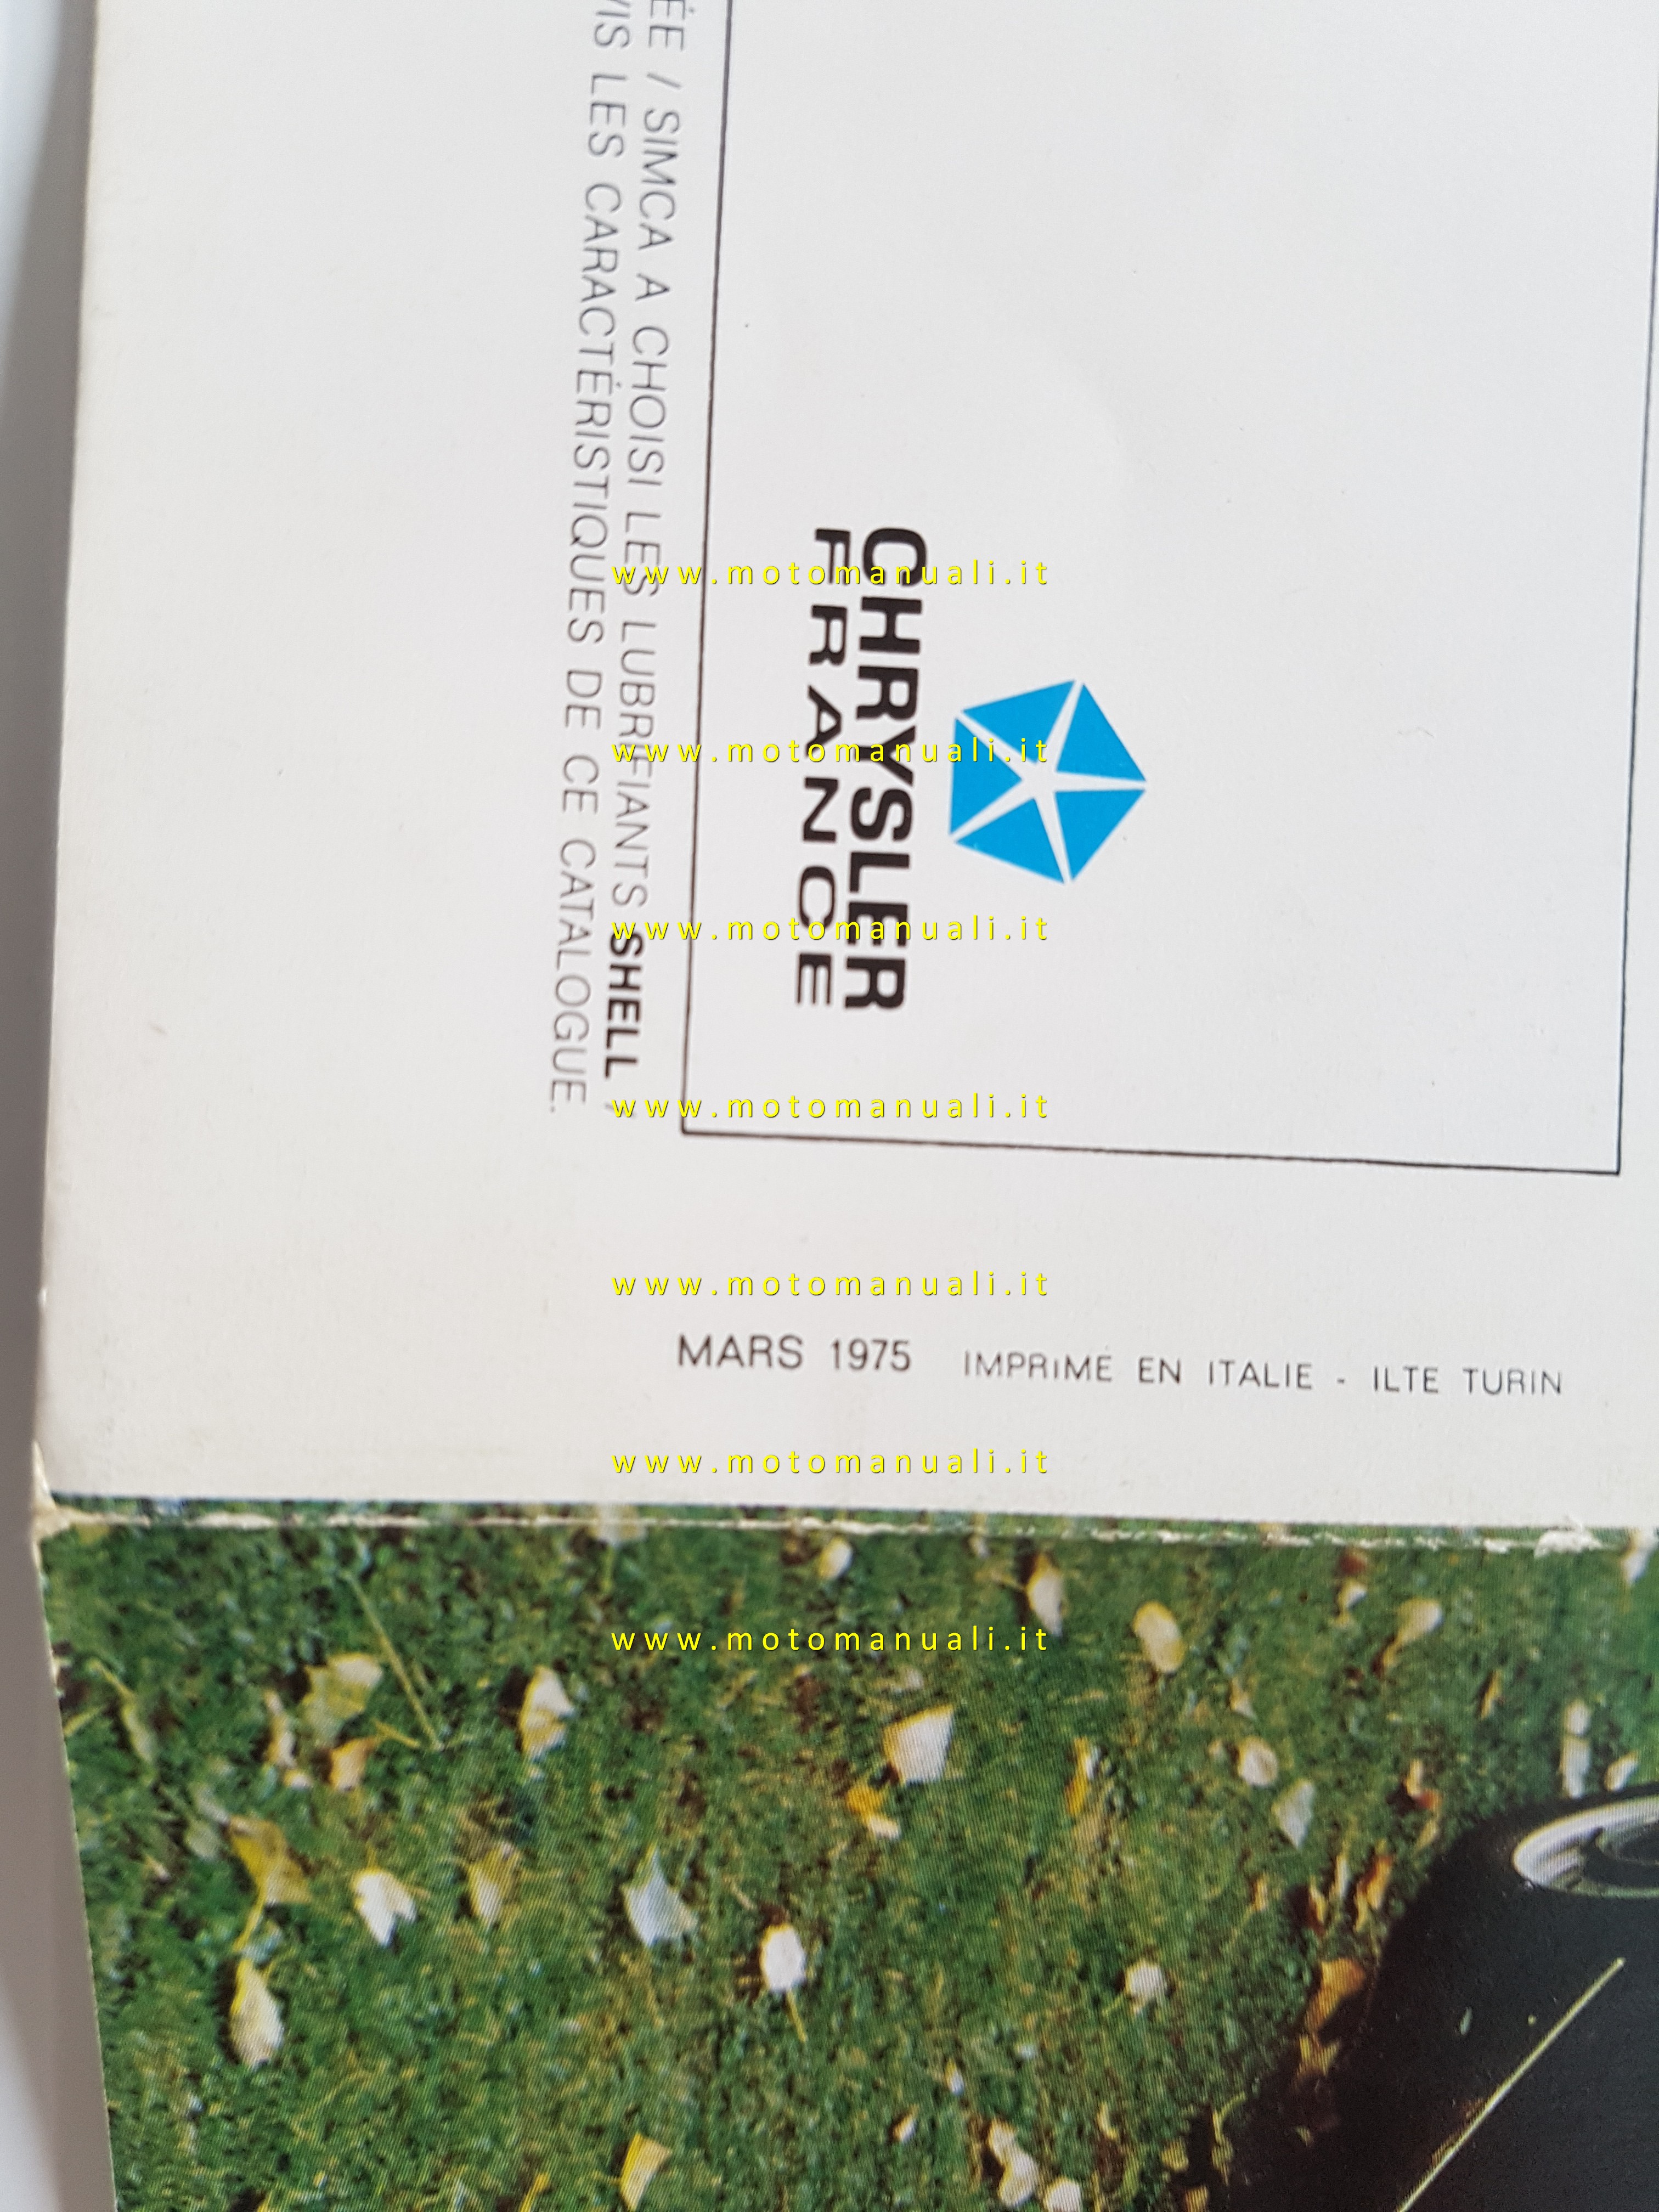 CHRYSLER
FRANCE
ÉE / SIMCA A CHOISI LES LUBRIFIANTS SHELL /
VIS LES CARACTÉRISTIQUES DE CE CATALOGUE.
MARS 1975 IMPRIMÉ EN ITALIE - ILTE TURIN
www.motomanuali.it
www.motomanuali.it
www.motomanuali.it
www.motomanuali.it
www.motomanuali.it
www.motomanuali.it
www.motomanuali.it